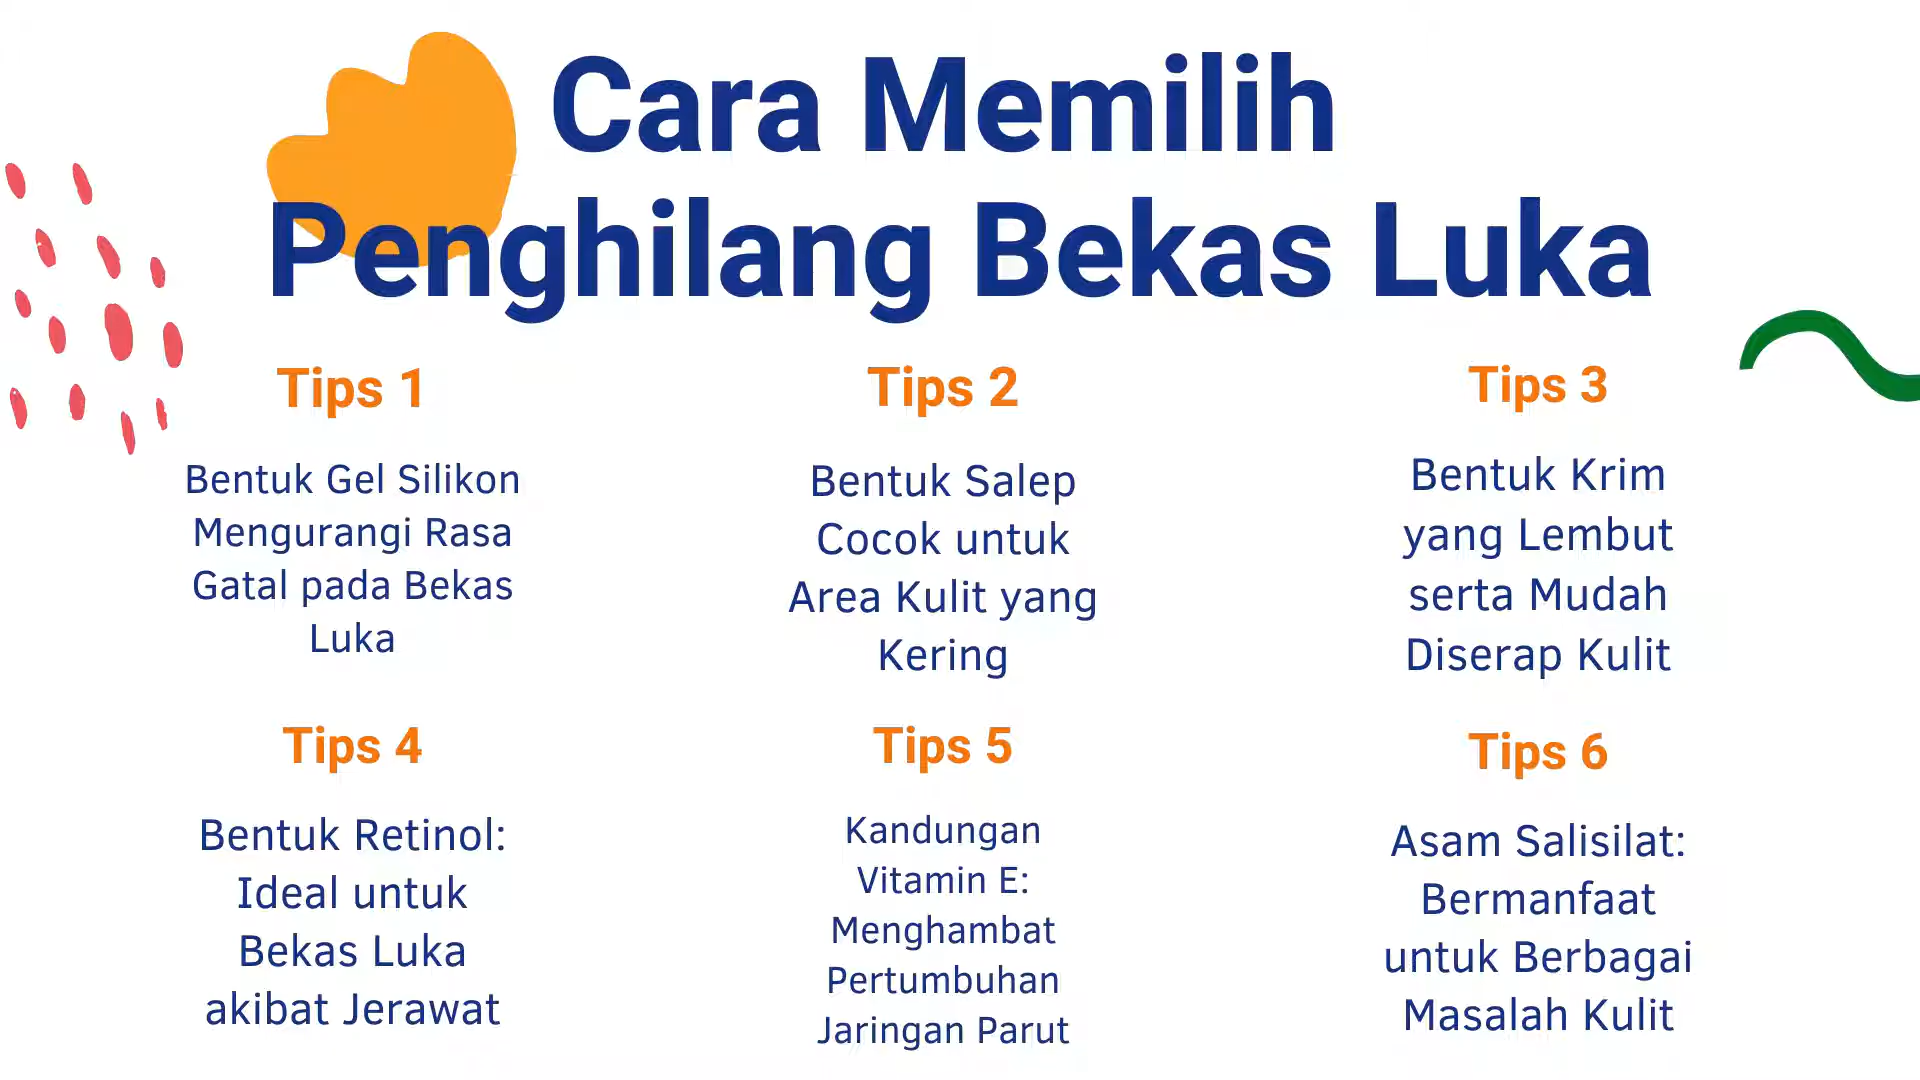 Cara Memilih
Penghilang Bekas Luka
Tips 1
Bentuk Gel Silikon
Mengurangi Rasa
Gatal pada Bekas
Luka
Tips 2
Bentuk Salep
Cocok untuk
Area Kulit yang
Kering
Tips 3
Bentuk Krim
yang Lembut
serta Mudah
Diserap Kulit
Tips 4
Bentuk Retinol:
Ideal untuk
Bekas Luka
akibat Jerawat
Tips 5
Kandungan
Vitamin E:
Menghambat
Pertumbuhan
Jaringan Parut
Tips 6
Asam Salisilat:
Bermanfaat
untuk Berbagai
Masalah Kulit